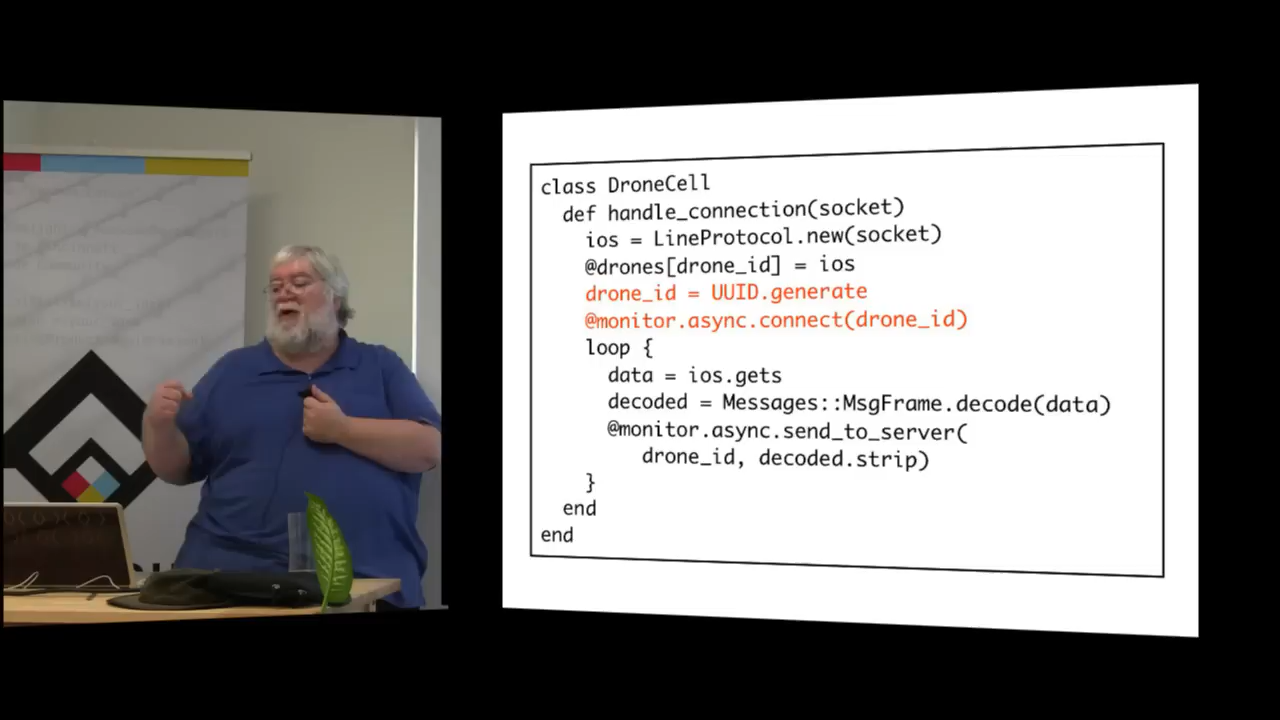 class DroneCell
  def handle_connection(socket)
    ios = LineProtocol.new(socket)
    @drones[drone_id] = ios
    drone_id = UUID.generate
    @monitor.async.connect(drone_id)
    loop {
      data = ios.gets
      decoded = Messages::MsgFrame.decode(data)
      @monitor.async.send_to_server(
         drone_id, decoded.strip)
    }
  end
end